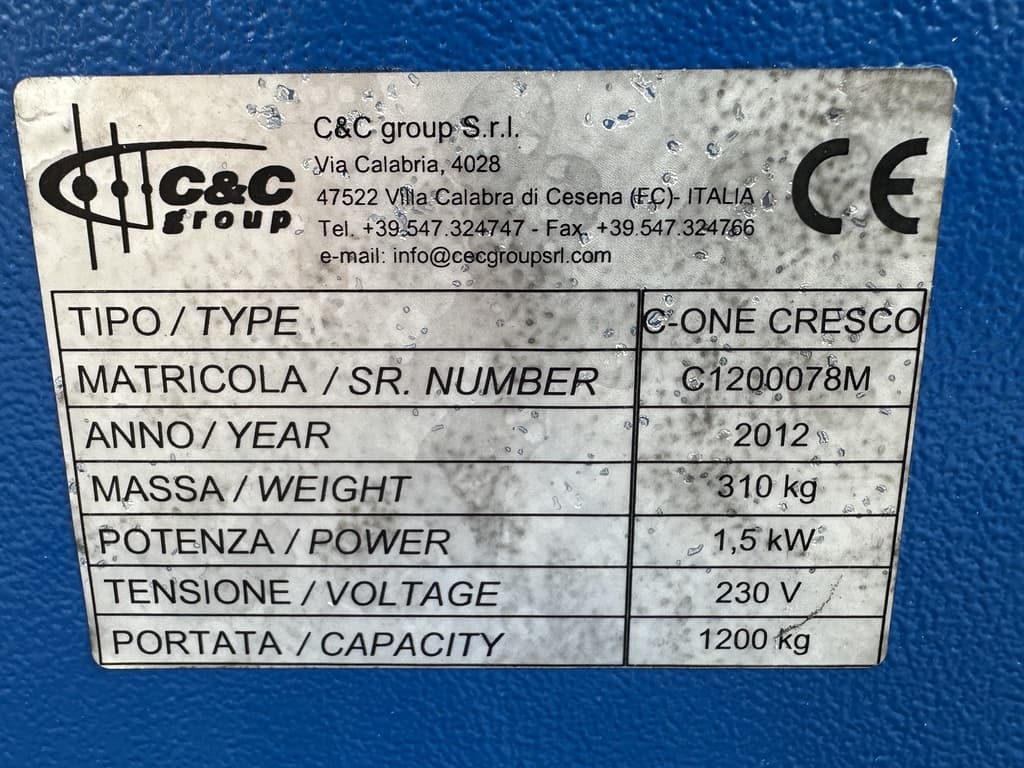 C&C
group
C&C group S.r.l.
Via Calabria, 4028
47522 Villa Calabra di Cesena (FC)- ITALIA
Tel. +39.547.324747 - Fax. +39.547.324766
e-mail: info@cecgroupsrl.com
CE
TIPO / TYPE C-ONE CRESCO
MATRICOLA / SR. NUMBER C1200078M
ANNO / YEAR 2012
MASSA / WEIGHT 310 kg
POTENZA / POWER 1,5 kW
TENSIONE / VOLTAGE 230 V
PORTATA / CAPACITY 1200 kg